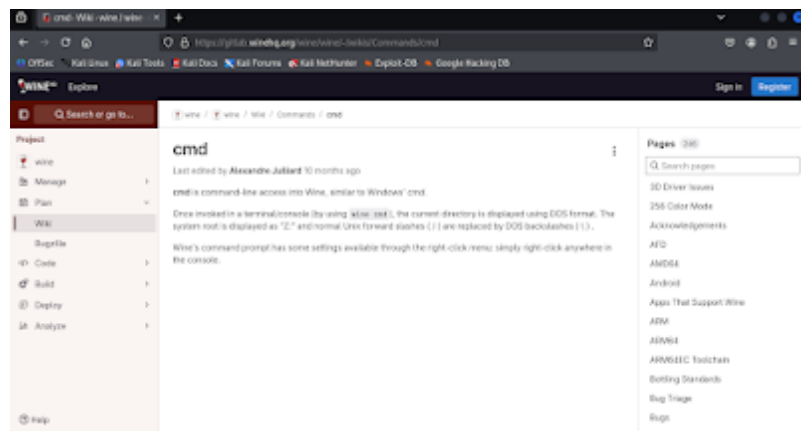 cmd · Wiki · wine / wine
https://gitlab.winehq.org/wine/wine/-/wikis/Commands/cmd
OffSec Kali Linux Kali Tools Kali Docs Kali Forums Kali NetHunter Exploit-DB Google Hacking DB
WINE Explore Sign in Register
Search or go to...
wine / wine / Wiki / Commands / cmd
Project
wine
Manage
Plan
Wiki
Bugzilla
Code
Build
Deploy
Analyze
Help
cmd
Last edited by Alexandre Julliard 10 months ago
cmd is command-line access into Wine, similar to Windows' cmd.
Once invoked in a terminal/console (by using wine cmd), the current directory is displayed using DOS format. The
system root is displayed as "Z:" and normal Unix forward slashes (/) are replaced by DOS backslashes (\).
Wine's command prompt has some settings available through the right-click menu: simply right-click anywhere in
the console.
Pages
Search pages
3D Driver Issues
256 Color Mode
Acknowledgements
AFD
AMD64
Android
Apps That Support Wine
ARM
ARM64
ARM64EC Toolchain
Bottling Standards
Bug Triage
Bugs